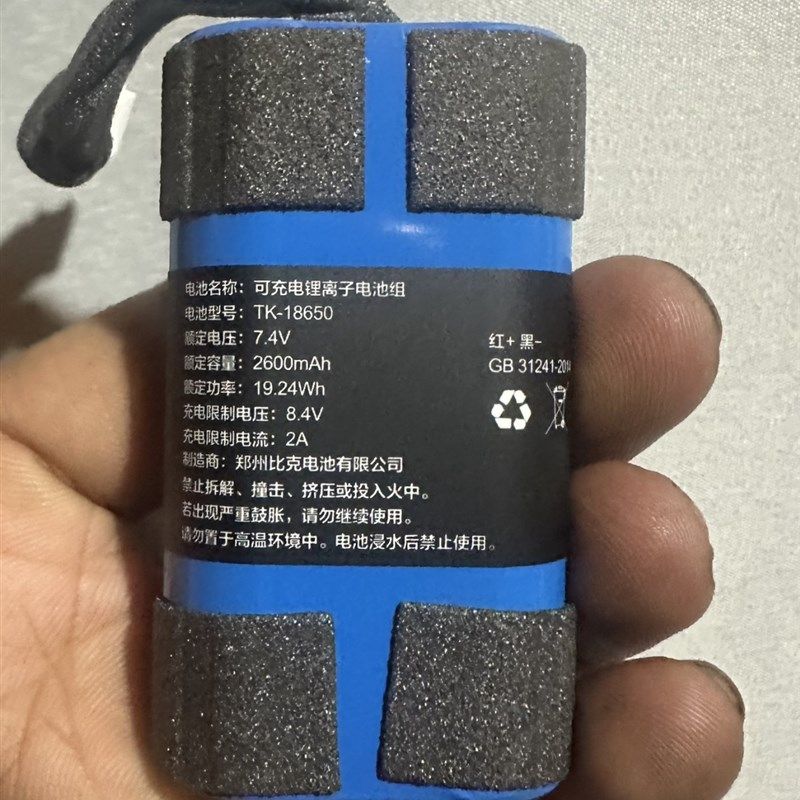 电池名称：可充电锂离子电池组
电池型号：TK-18650
额定电压：7.4V
额定容量：2600mAh
额定功率：19.24Wh
充电限制电压：8.4V
充电限制电流：2A
制造商：郑州比克电池有限公司
禁止拆解、撞击、挤压或投入火中。
若出现严重鼓胀，请勿继续使用。
请勿置于高温环境中。电池浸水后禁止使用。
红+ 黑-
GB 31241-2014